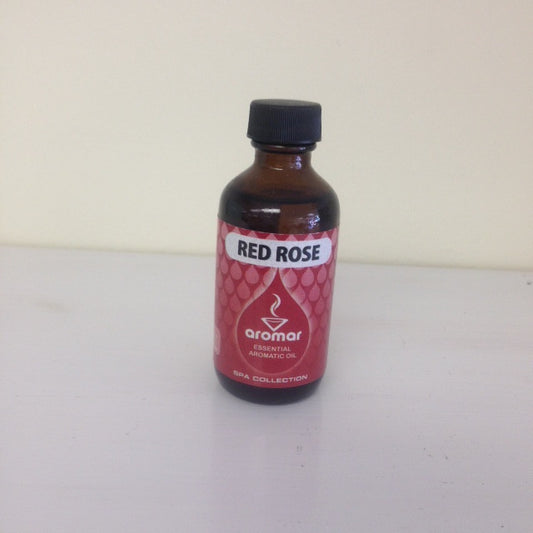 RED ROSE
aromar
ESSENTIAL
AROMATIC OIL
SPA COLLECTION